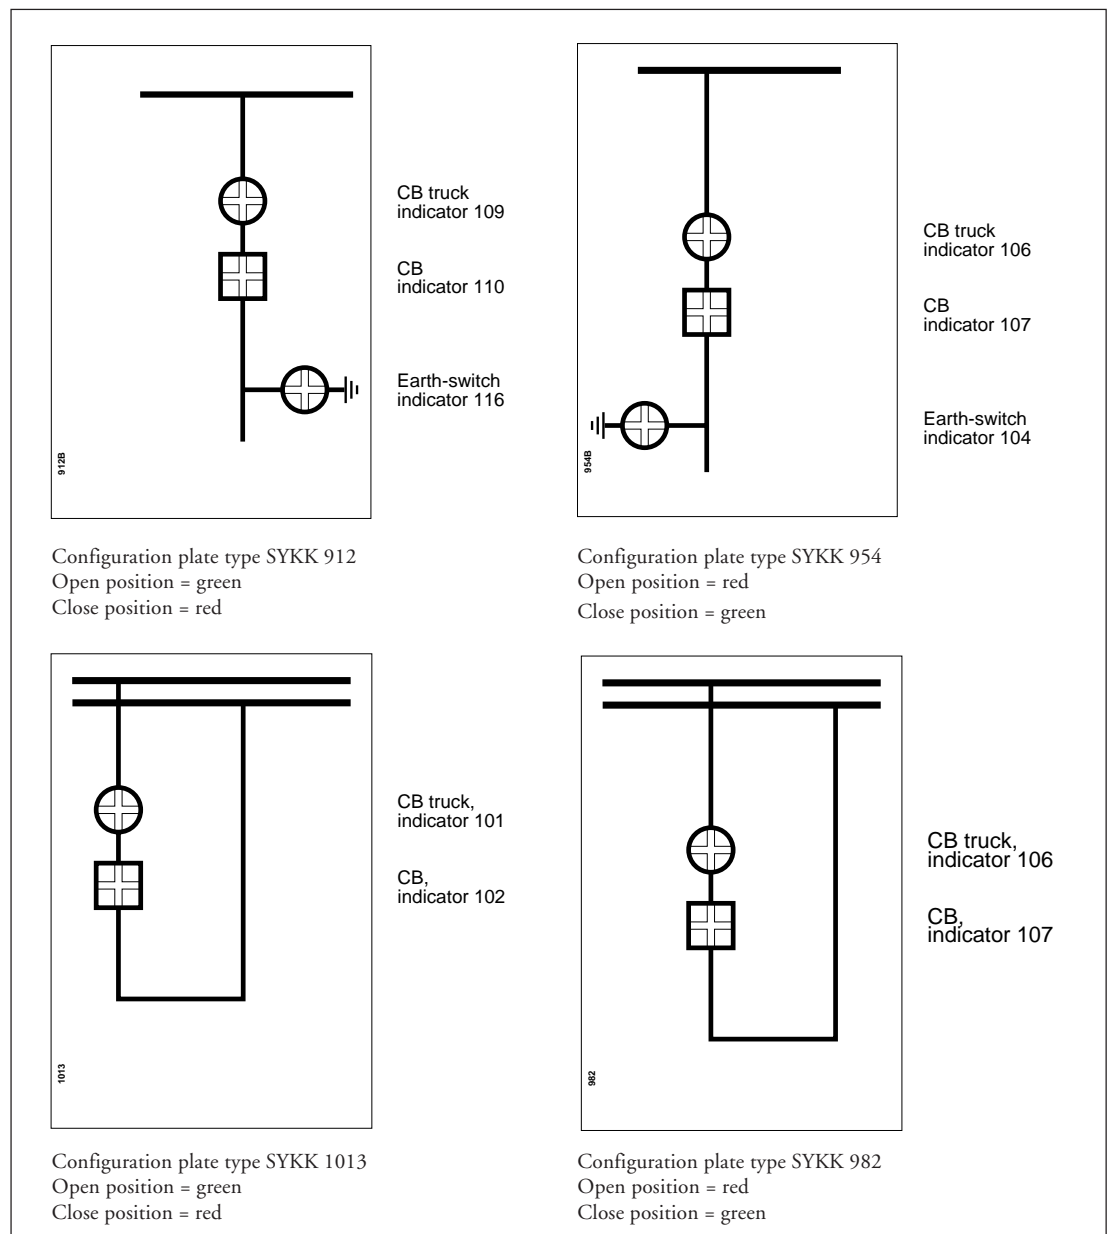 CB truck
indicator 109
CB
indicator 110
Earth-switch
indicator 116
912B
Configuration plate type SYKK 912
Open position = green
Close position = red
CB truck
indicator 106
CB
indicator 107
Earth-switch
indicator 104
954B
Configuration plate type SYKK 954
Open position = red
Close position = green
CB truck,
indicator 101
CB,
indicator 102
1013
Configuration plate type SYKK 1013
Open position = green
Close position = red
CB truck,
indicator 106
CB,
indicator 107
982
Configuration plate type SYKK 982
Open position = red
Close position = green